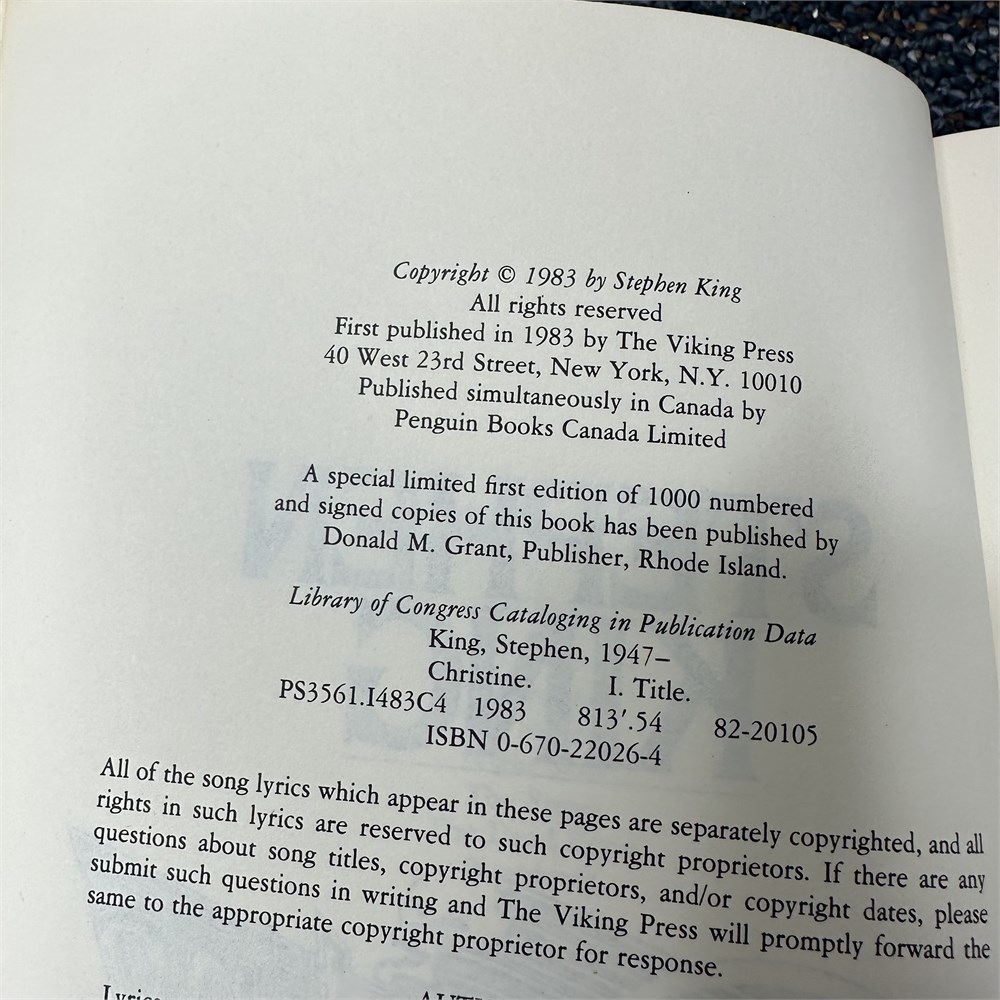 Copyright © 1983 by Stephen King
All rights reserved
First published in 1983 by The Viking Press
40 West 23rd Street, New York, N.Y. 10010
Published simultaneously in Canada by
Penguin Books Canada Limited
A special limited first edition of 1000 numbered
and signed copies of this book has been published by
Donald M. Grant, Publisher, Rhode Island.
Library of Congress Cataloging in Publication Data
King, Stephen, 1947–
Christine. I. Title.
PS3561.I483C4 1983 813′.54 82-20105
ISBN 0-670-22026-4
All of the song lyrics which appear in these pages are separately copyrighted, and all
rights in such lyrics are reserved to such copyright proprietors. If there are any
questions about song titles, copyright proprietors, and/or copyright dates, please
submit such questions in writing and The Viking Press will promptly forward the
same to the appropriate copyright proprietor for response.